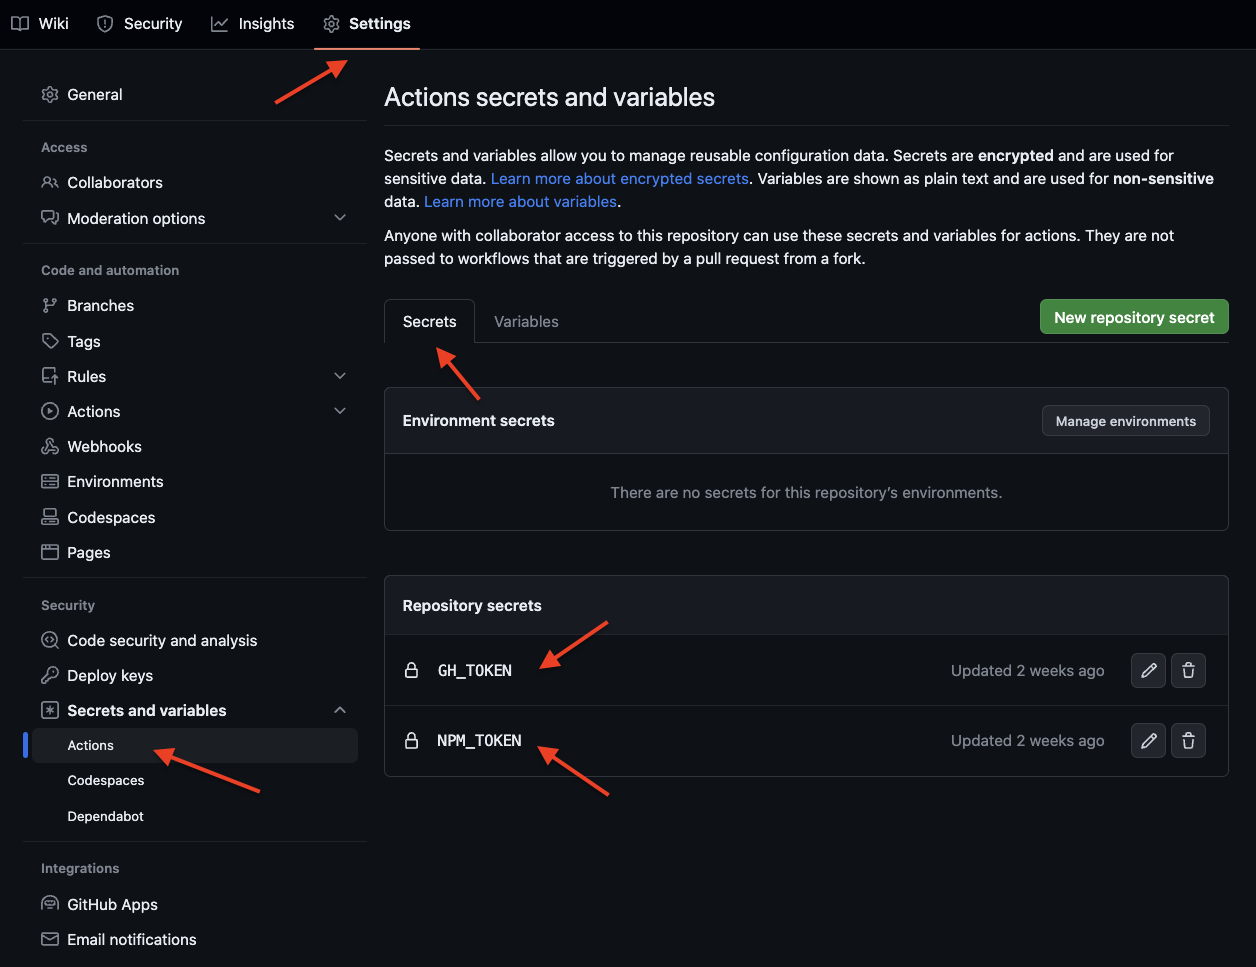 Wiki Security Insights Settings
General
Access
Collaborators
Moderation options
Code and automation
Branches
Tags
Rules
Actions
Webhooks
Environments
Codespaces
Pages
Security
Code security and analysis
Deploy keys
Secrets and variables
Actions
Codespaces
Dependabot
Integrations
GitHub Apps
Email notifications
Actions secrets and variables
Secrets and variables allow you to manage reusable configuration data. Secrets are encrypted and are used for
sensitive data. Learn more about encrypted secrets. Variables are shown as plain text and are used for non-sensitive
data. Learn more about variables.
Anyone with collaborator access to this repository can use these secrets and variables for actions. They are not
passed to workflows that are triggered by a pull request from a fork.
Secrets Variables New repository secret
Environment secrets Manage environments
There are no secrets for this repository’s environments.
Repository secrets
GH_TOKEN Updated 2 weeks ago
NPM_TOKEN Updated 2 weeks ago